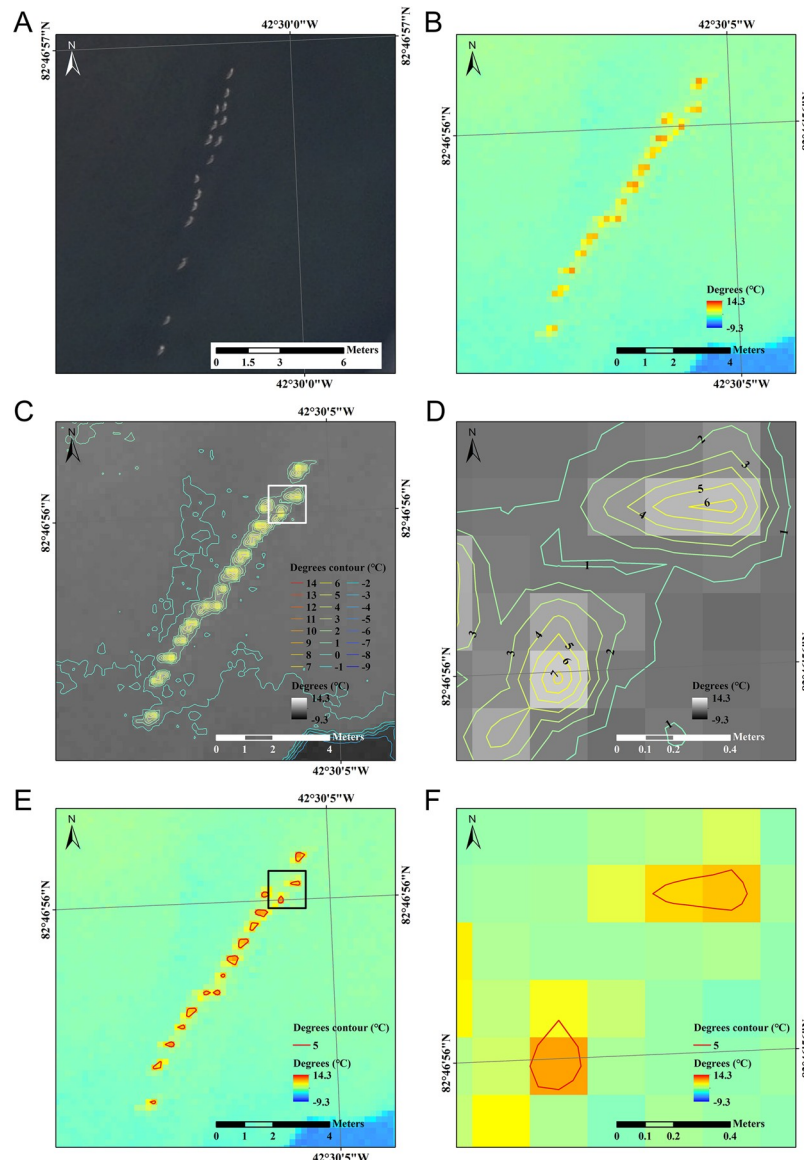 A
42°30'0"W
82°46'57"N
82°46'57"N
N
Meters
0 1.5 3 6
42°30'0"W
B
N
82°46'56"N
Degrees (°C)
14.3
-9.3
Meters
0 1 2 4
42°30'5"W
C
42°30'5"W
N
82°46'56"N
82°46'56"N
Degrees contour (°C)
14 6 -2
13 5 -3
12 4 -4
11 3 -5
10 2 -6
9 1 -7
8 0 -8
7 -1 -9
Degrees (°C)
14.3
-9.3
Meters
0 1 2 4
42°30'5"W
D
N
2
3
5
6
4
1
1
3
4
5
3
6
2
7
82°46'56"N
1
Degrees (°C)
14.3
-9.3
Meters
0 0.1 0.2 0.4
E
42°30'5"W
N
82°46'56"N
82°46'56"N
Degrees contour (°C)
5
Degrees (°C)
14.3
-9.3
Meters
0 1 2 4
42°30'5"W
F
N
82°46'56"N
Degrees contour (°C)
5
Degrees (°C)
14.3
-9.3
Meters
0 0.1 0.2 0.4